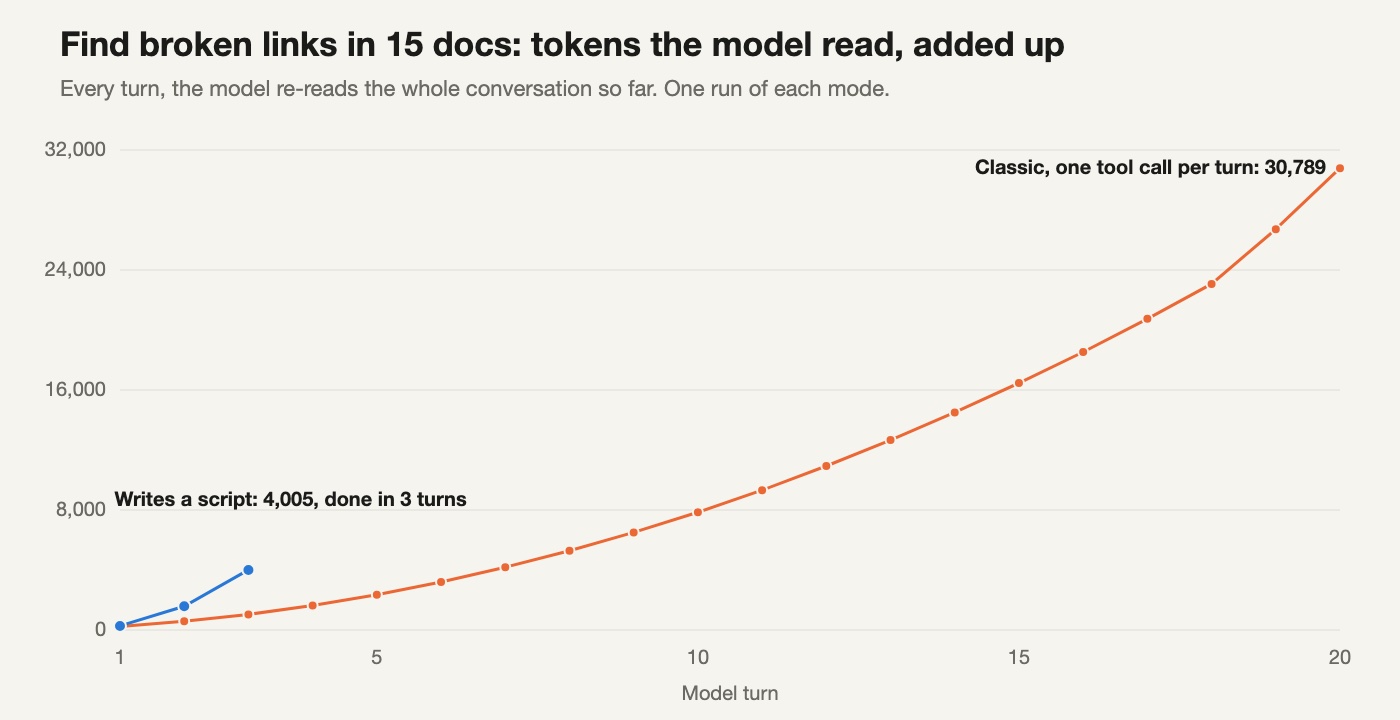 Find broken links in 15 docs: tokens the model read, added up
Every turn, the model re-reads the whole conversation so far. One run of each mode.
32,000
Classic, one tool call per turn: 30,789
24,000
16,000
Writes a script: 4,005, done in 3 turns
8,000
0
1
5
10
15
20
Model turn